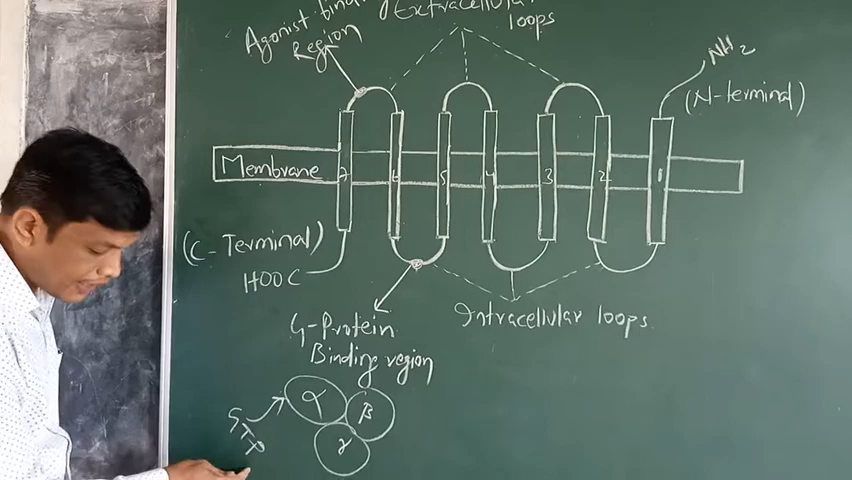 Agonist bindin
Region
Extracellular
loops
NH2
(N-terminal)
Membrane
7 6 5 4 3 2 1
(C-Terminal)
HOOC
G-Protein
Binding region
Intracellular loops
α
β
γ